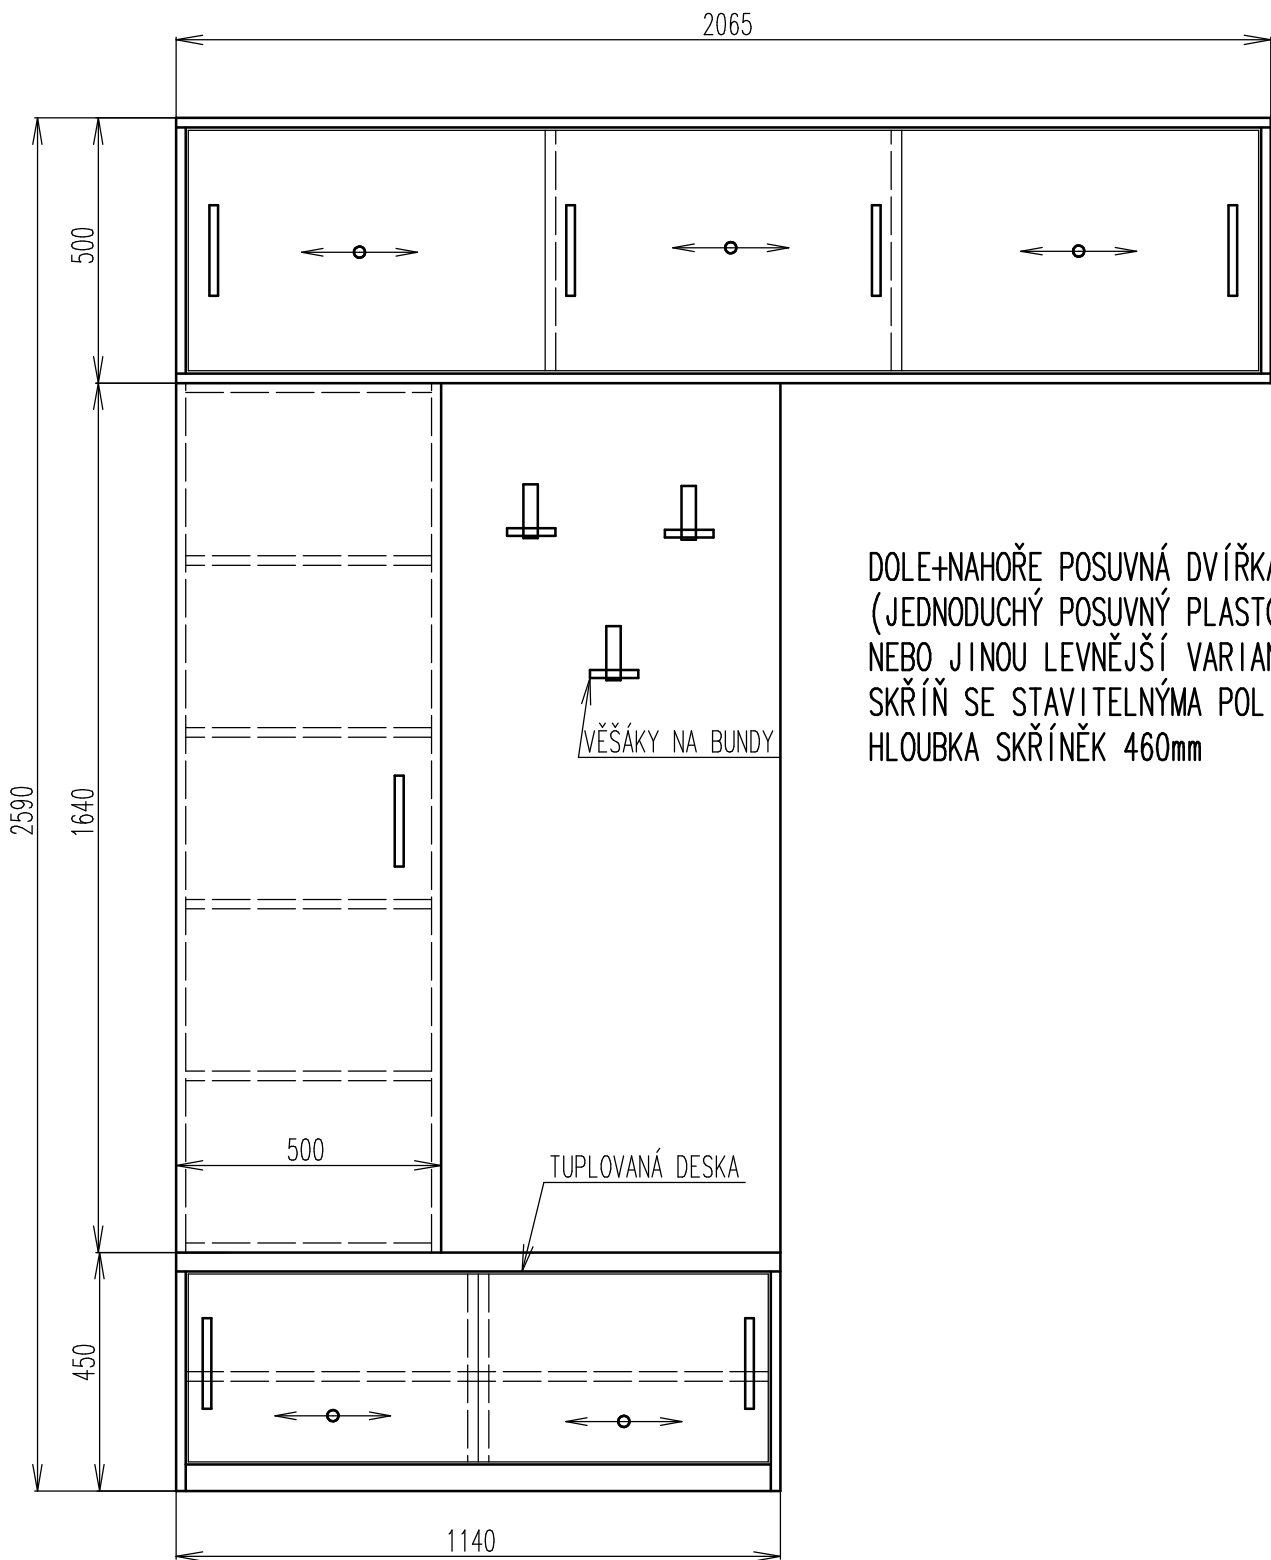 2065
500
DOLE+NAHOŘE POSUVNÁ DVÍŘKA
(JEDNODUCHÝ POSUVNÝ
NEBO JINOU LEVNĚJŠÍ
SKŘÍŇ SE STAVITELNÝMA
VĚŠÁKY NA BUNDY
HLOUBKA SKŘÍNĚK 460mm
2590
1640
500
TUPLOVANÁ DESKA
450
1140